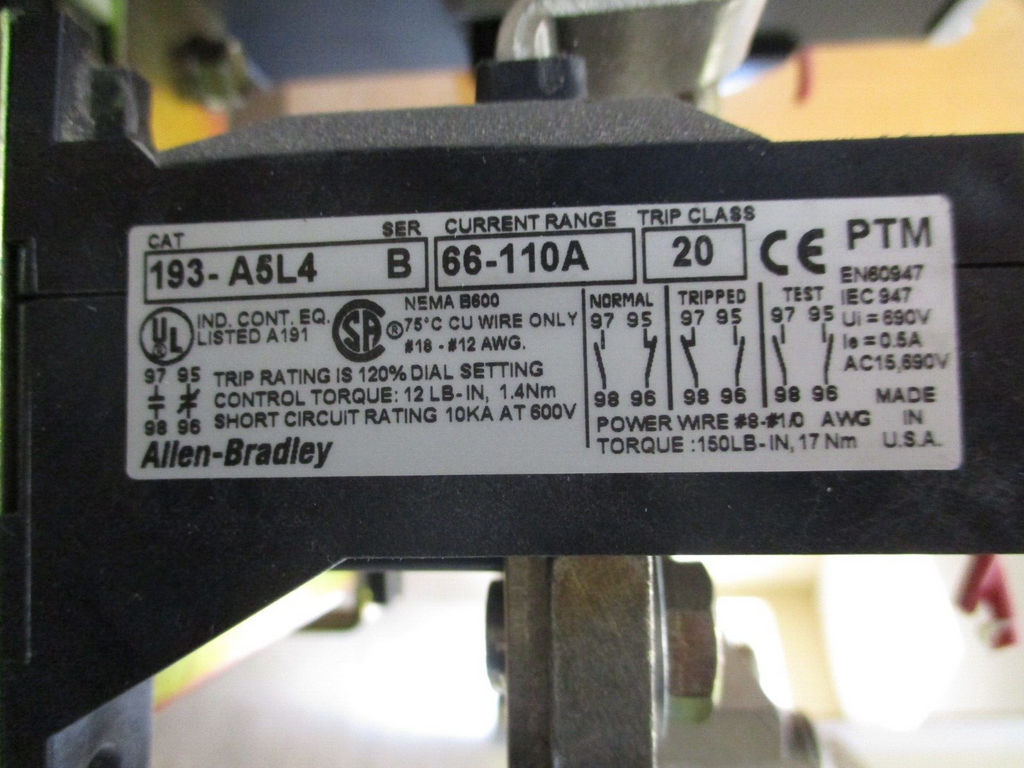 CAT SER CURRENT RANGE TRIP CLASS
193-A5L4 B 66-110A 20 CE PTM
EN60947
IEC 947
Ui = 690V
Ie = 0.5A
AC15,690V
UL IND. CONT. EQ.
LISTED A191
SA ® NEMA B600
75°C CU WIRE ONLY
#18 - #12 AWG.
NORMAL TRIPPED TEST
97 95 97 95 97 95
98 96 98 96 98 96
97 95
98 96
TRIP RATING IS 120% DIAL SETTING
CONTROL TORQUE: 12 LB-IN, 1.4Nm
SHORT CIRCUIT RATING 10KA AT 600V
Allen-Bradley
POWER WIRE #8-#1/0 AWG
TORQUE :150LB-IN, 17 Nm
MADE
IN
U.S.A.